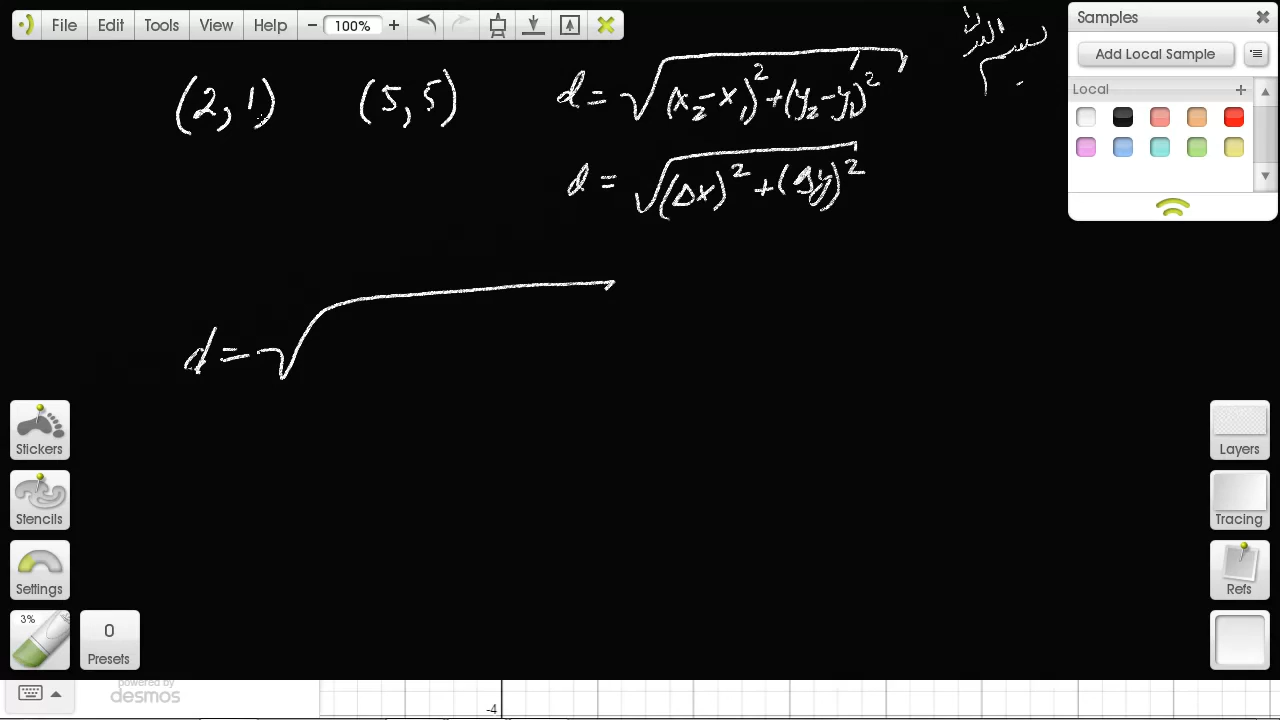 File Edit Tools View Help − 100% +
Samples
Add Local Sample
Local
(2, 1) (5, 5) d = √(x₂ − x₁)² + (y₂ − y₁)²
d = √(Δx)² + (Δy)²
d = √
Stickers
Layers
Stencils
Tracing
Settings
Refs
3%
0
Presets
powered by
desmos
-4